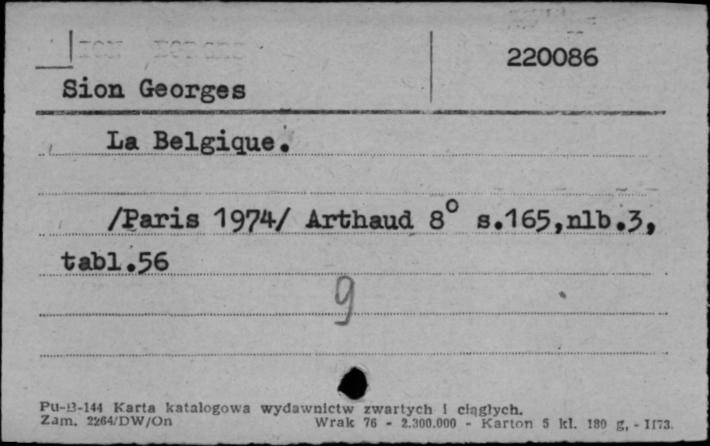 220086
Sion Georges
La Belgique.
/Paris 1974/ Arthaud 8° s.165,nlb.3,
tabl.56
9
Pu-B-144 Karta katalogowa wydawnictw zwartych i ciągłych.
Zam. 2264/DW/On Wrak 76 - 2.300.000 - Karton 5 kl. 180 g, - II73.